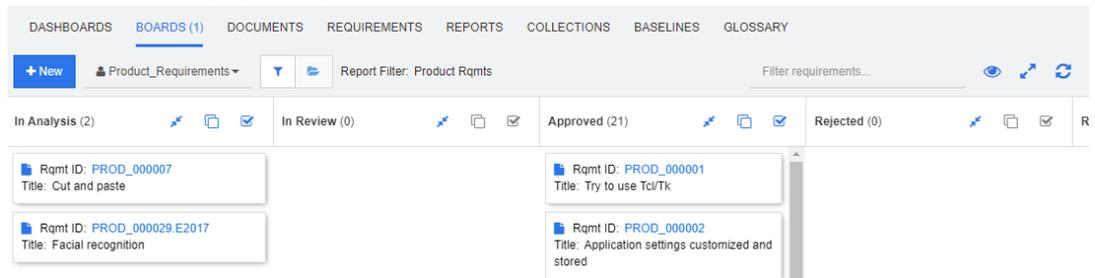 DASHBOARDS BOARDS (1) DOCUMENTS REQUIREMENTS REPORTS COLLECTIONS BASELINES GLOSSARY
+ New Product_Requirements Report Filter: Product Rqmts Filter requirements...
In Analysis (2) In Review (0) Approved (21) Rejected (0) R
Rqmt ID: PROD_000007
Title: Cut and paste
Rqmt ID: PROD_000029.E2017
Title: Facial recognition
Rqmt ID: PROD_000001
Title: Try to use Tcl/Tk
Rqmt ID: PROD_000002
Title: Application settings customized and
stored